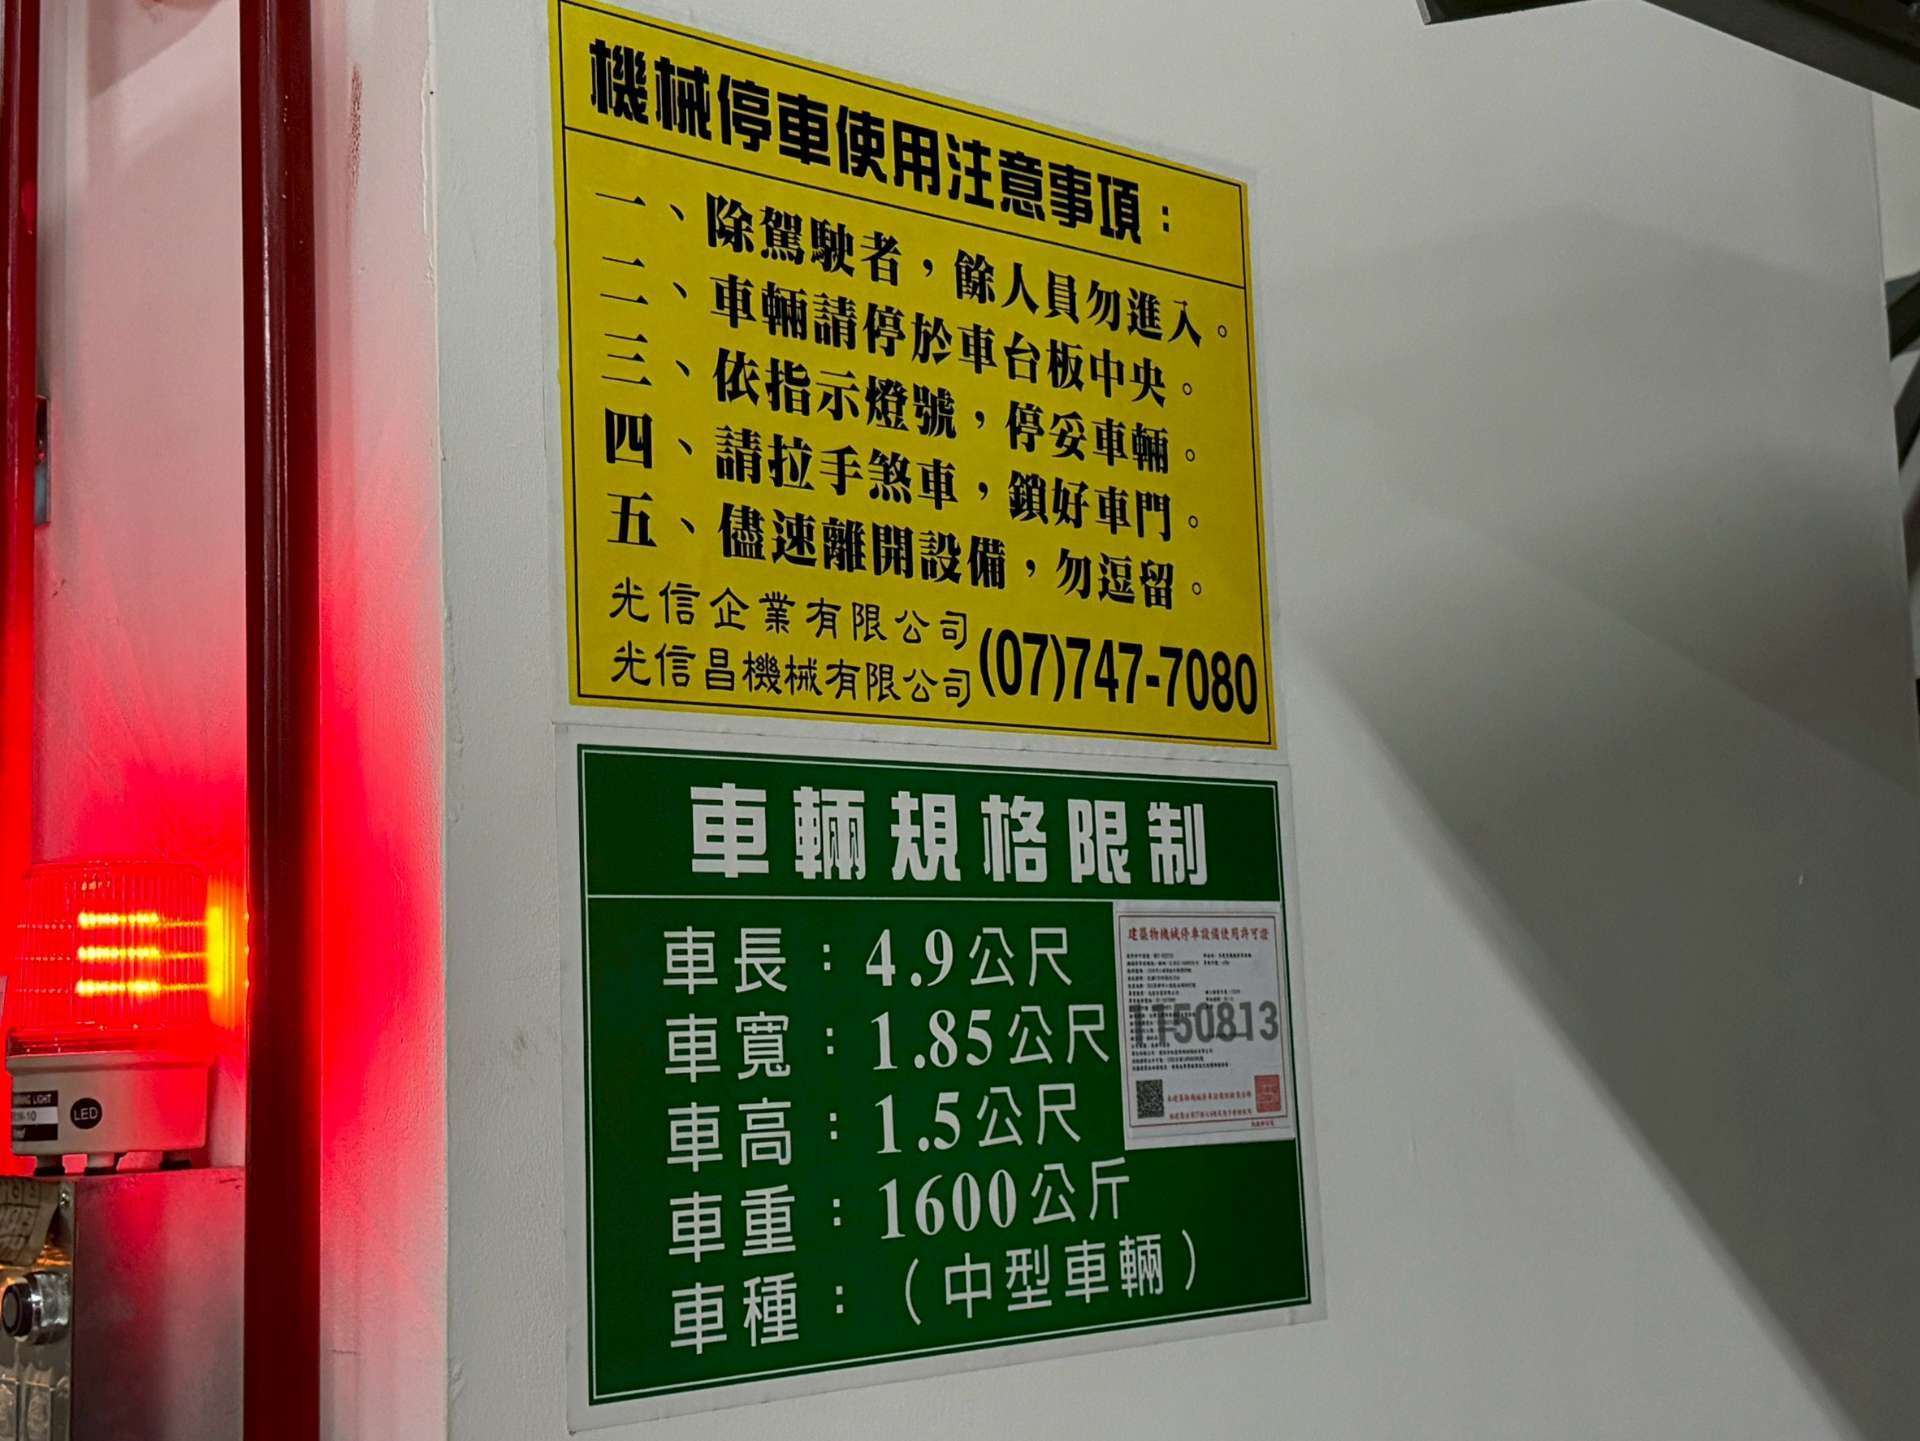 機械停車使用注意事項：
一、除駕駛者，餘人員勿進入。
二、車輛請停於車台板中央。
三、依指示燈號，停妥車輛。
四、請拉手煞車，鎖好車門。
五、儘速離開設備，勿逗留。
光信企業有限公司
光信昌機械有限公司 (07)747-7080
車輛規格限制
車長：4.9公尺
車寬：1.85公尺
車高：1.5公尺
車重：1600公斤
車種：（中型車輛）
建築物機械停車設備使用許可證
1150813
LIGHT
LED